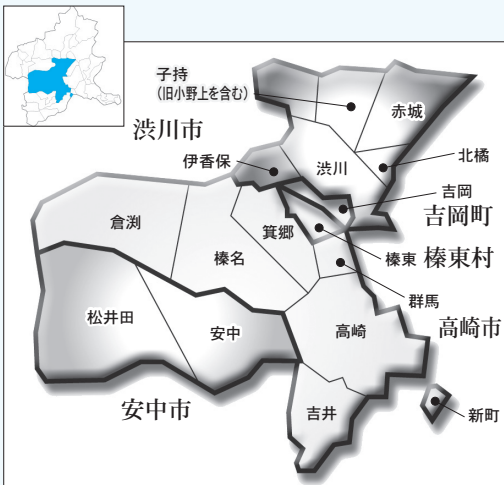 子持
(旧小野上を含む)
赤城
渋川市
北橘
伊香保
渋川
吉岡
吉岡町
倉渕
箕郷
榛東
榛東村
榛名
群馬
松井田
安中
高崎
高崎市
安中市
吉井
新町